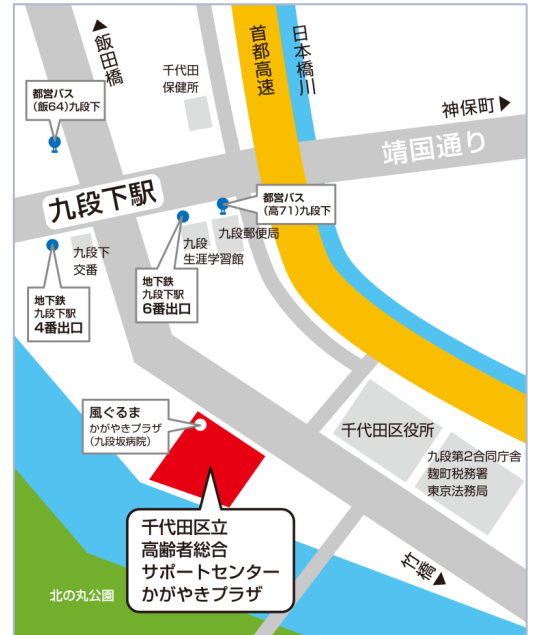 飯田橋
首都高速
日本橋川
千代田
保健所
都営バス
(飯64)九段下
神保町
靖国通り
九段下駅
都営バス
(高71)九段下
九段郵便局
九段
生涯学習館
九段下
交番
地下鉄
九段下駅
6番出口
地下鉄
九段下駅
4番出口
風ぐるま
かがやきプラザ
(九段坂病院)
千代田区役所
九段第2合同庁舎
麹町税務署
東京法務局
千代田区立
高齢者総合
サポートセンター
かがやきプラザ
竹橋
北の丸公園